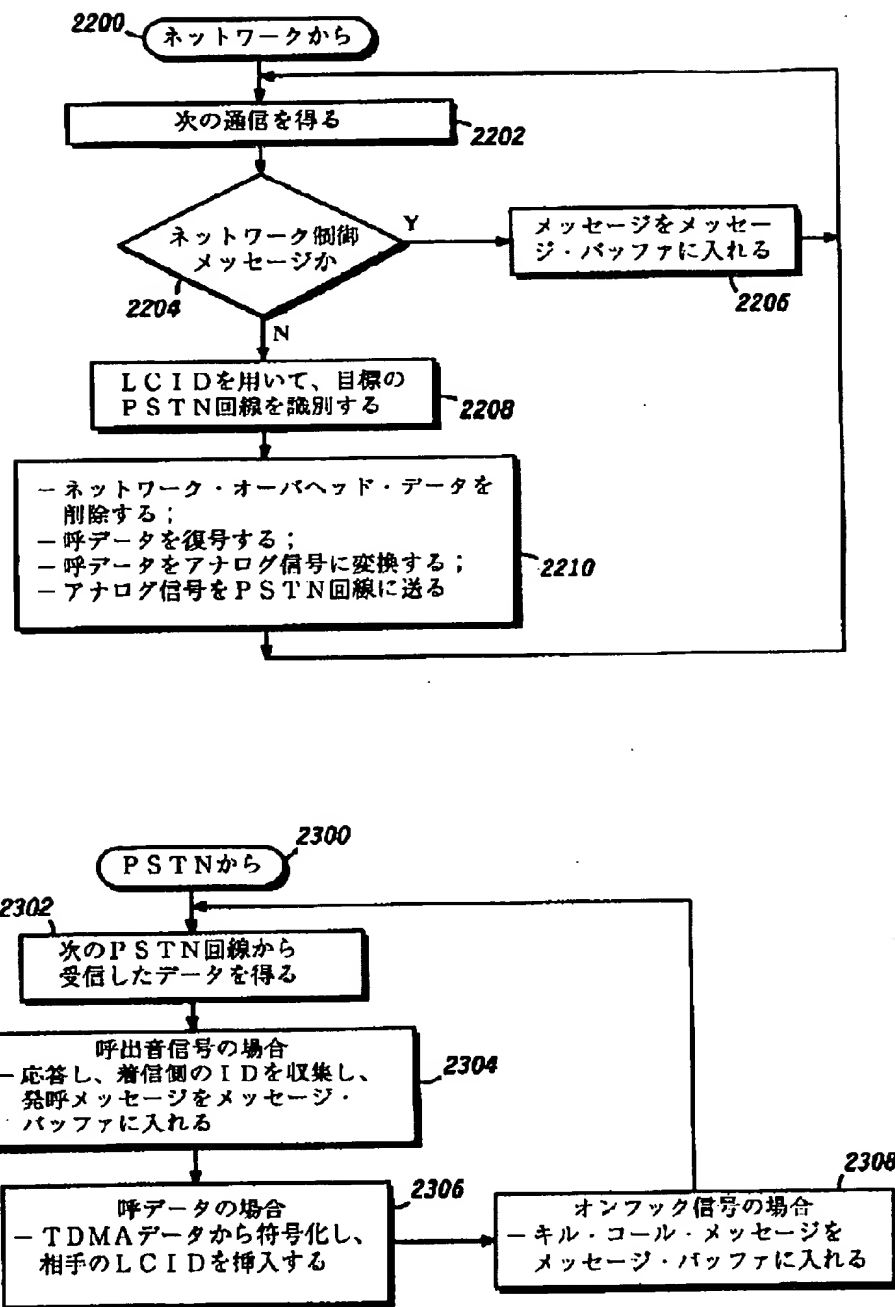 2200
ネットワークから
次の通信を得る
2202
ネットワーク制御
メッセージか
2204
Y
メッセージをメッセー
ジ・バッファに入れる
2206
N
LCIDを用いて、目標の
PSTN回線を識別する
2208
－ネットワーク・オーバヘッド・データを
削除する；
－呼データを復号する；
－呼データをアナログ信号に変換する；
－アナログ信号をPSTN回線に送る
2210
PSTNから
2300
2302
次のPSTN回線から
受信したデータを得る
呼出音信号の場合
－応答し、着信側のIDを収集し、
発呼メッセージをメッセージ・
バッファに入れる
2304
呼データの場合
－TDMAデータから符号化し、
相手のLCIDを挿入する
2306
オンフック信号の場合
－キル・コール・メッセージを
メッセージ・バッファに入れる
2308